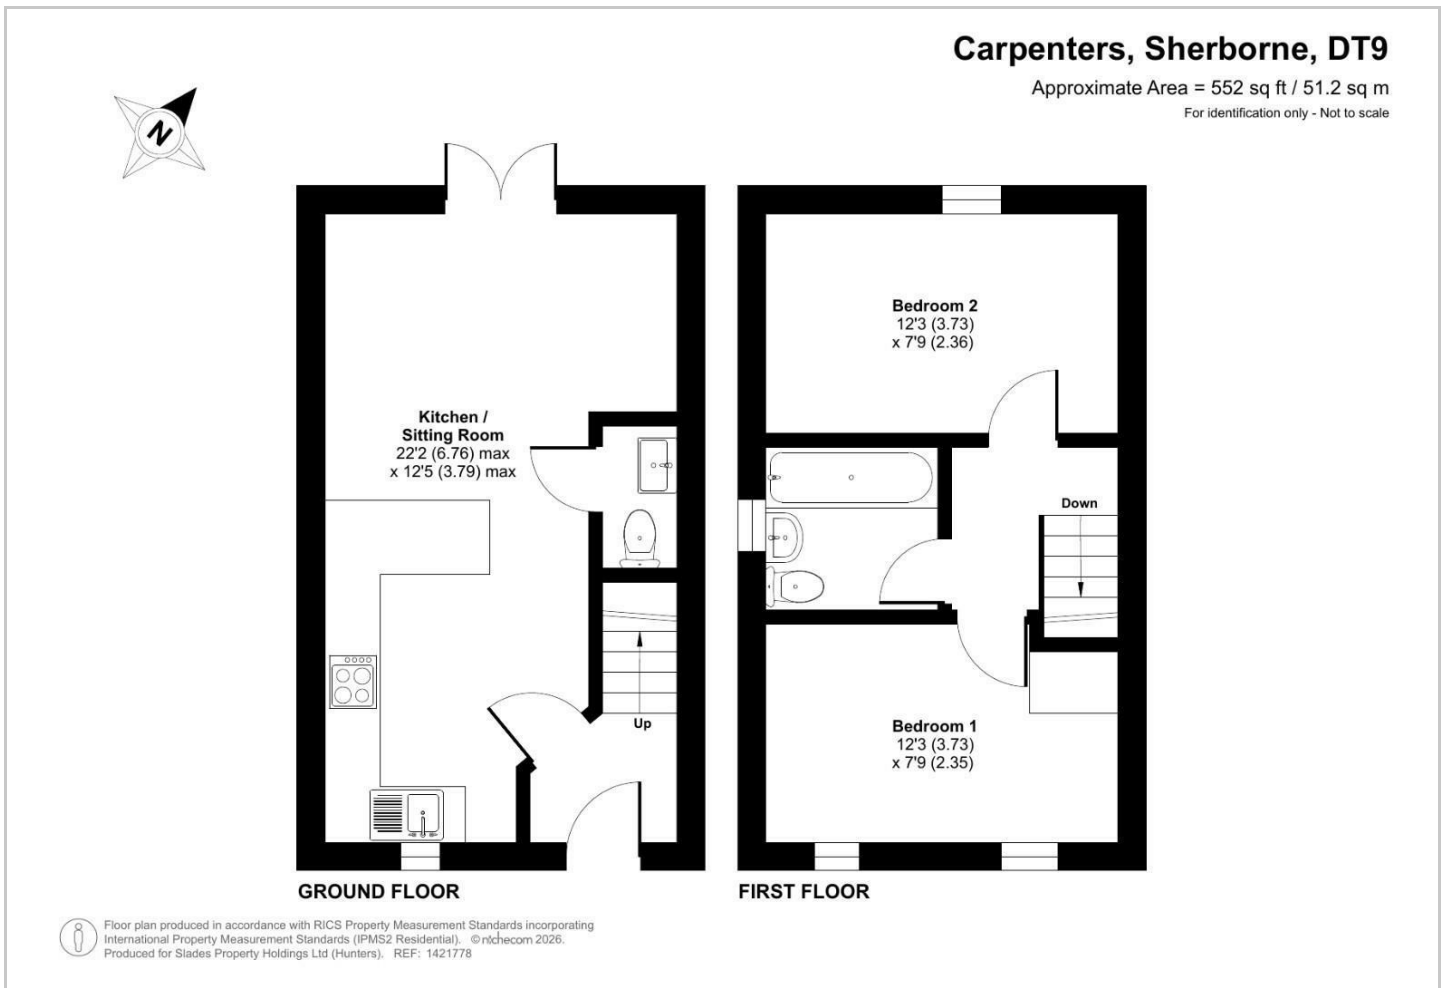 Carpenters, Sherborne, DT9
Approximate Area = 552 sq ft / 51.2 sq m
For identification only - Not to scale
N
Bedroom 2
12'3 (3.73)
x 7'9 (2.36)
Kitchen /
Sitting Room
22'2 (6.76) max
x 12'5 (3.79) max
Down
Up
Bedroom 1
12'3 (3.73)
x 7'9 (2.35)
GROUND FLOOR
FIRST FLOOR
Floor plan produced in accordance with RICS Property Measurement Standards incorporating
International Property Measurement Standards (IPMS2 Residential). © nichecom 2026.
Produced for Slades Property Holdings Ltd (Hunters). REF: 1421778